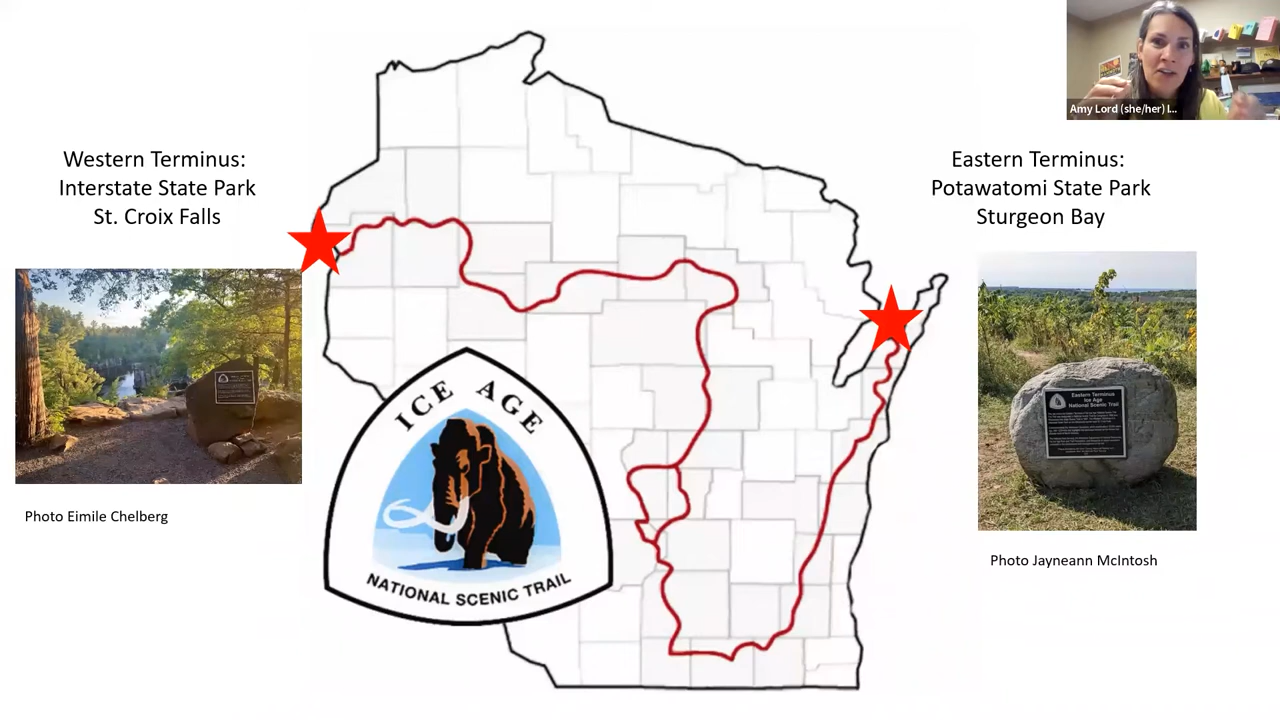 Amy Lord (she/her) I...
Western Terminus:
Interstate State Park
St. Croix Falls
Eastern Terminus:
Potawatomi State Park
Sturgeon Bay
ICE AGE
NATIONAL SCENIC TRAIL
Eastern Terminus
Ice Age
National Scenic Trail
Photo Eimile Chelberg
Photo Jayneann McIntosh